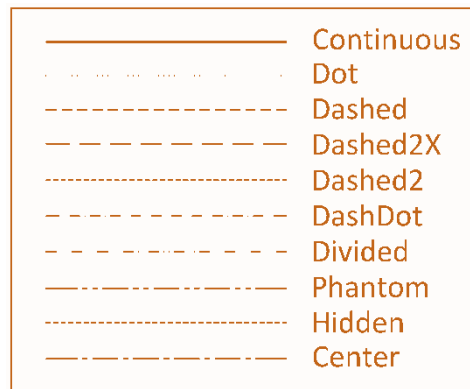 Continuous
Dot
Dashed
Dashed2X
Dashed2
DashDot
Divided
Phantom
Hidden
Center